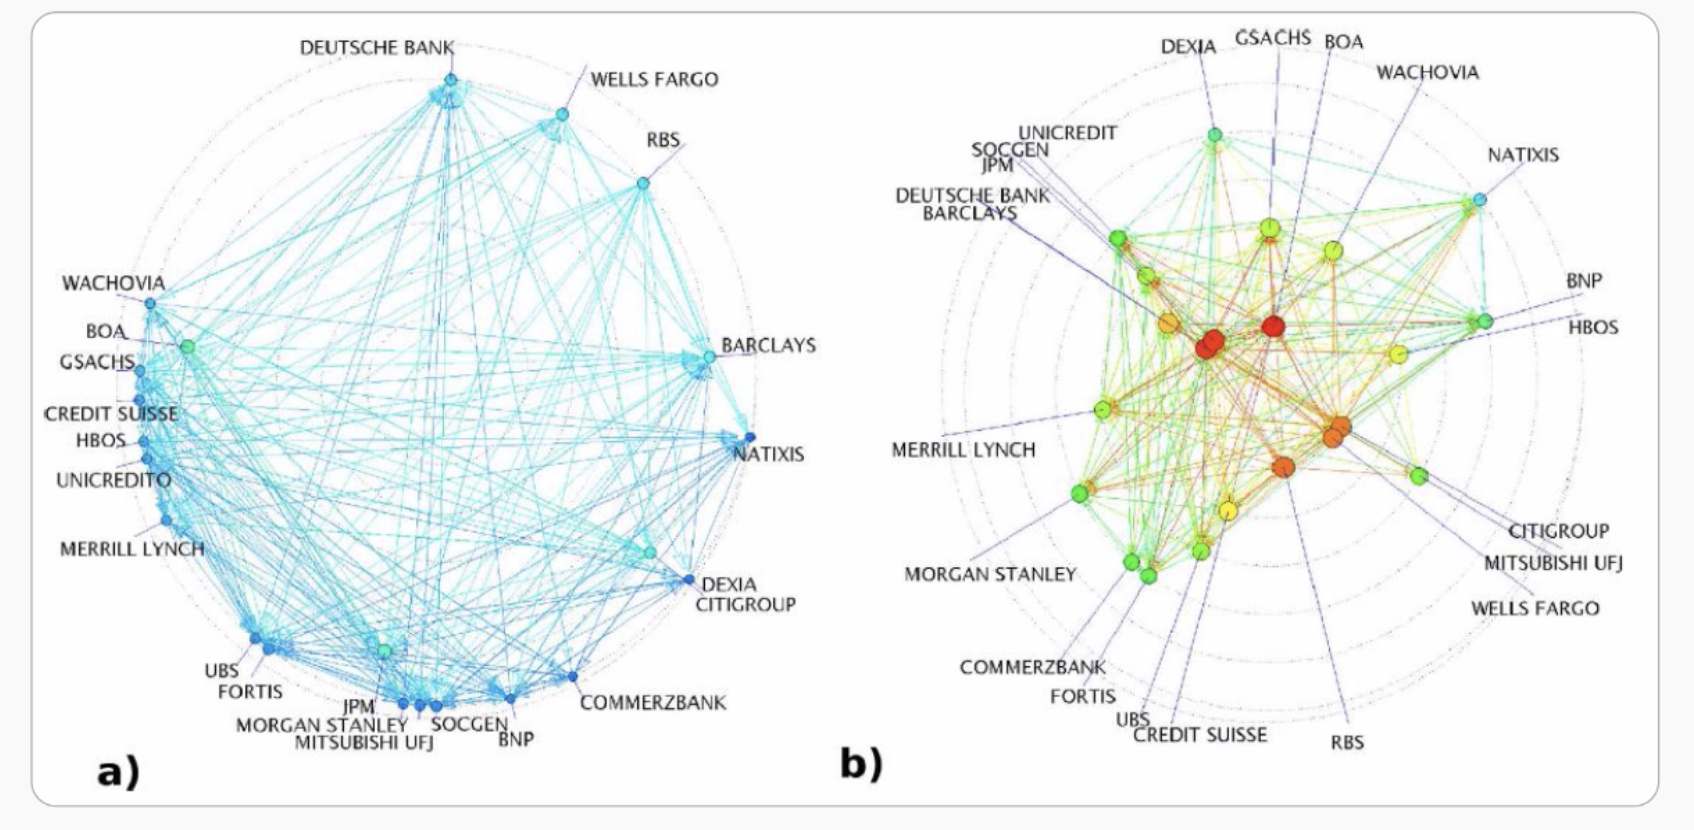 DEUTSCHE BANK
WELLS FARGO
RBS
WACHOVIA
BOA
GSACHS
CREDIT SUISSE
HBOS
UNICREDITO
MERRILL LYNCH
BARCLAYS
NATIXIS
DEXIA
CITIGROUP
UBS
FORTIS
JPM
MORGAN STANLEY
MITSUBISHI UFJ
SOCGEN
BNP
COMMERZBANK
a)
DEXIA
GSACHS
BOA
WACHOVIA
UNICREDIT
SOCGEN
JPM
DEUTSCHE BANK
BARCLAYS
NATIXIS
BNP
HBOS
MERRILL LYNCH
MORGAN STANLEY
CITIGROUP
MITSUBISHI UFJ
WELLS FARGO
COMMERZBANK
FORTIS
UBS
CREDIT SUISSE
RBS
b)